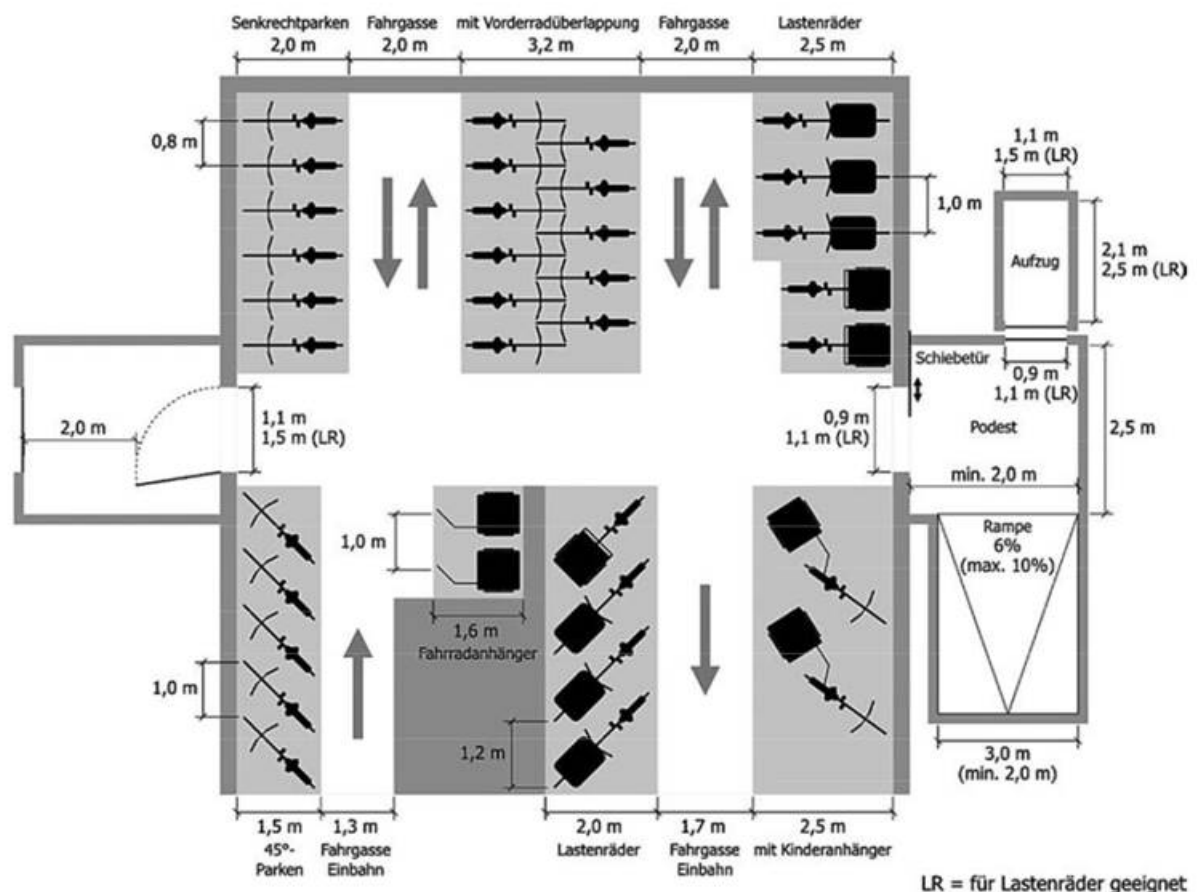 Senkrechtparken
2,0 m
Fahrgasse
2,0 m
mit Vorderradüberlappung
3,2 m
Fahrgasse
2,0 m
Lastenräder
2,5 m
0,8 m
1,0 m
1,1 m
1,5 m (LR)
Aufzug
2,1 m
2,5 m (LR)
Schiebetür
0,9 m
1,1 m (LR)
2,0 m
1,1 m
1,5 m (LR)
0,9 m
1,1 m (LR)
Podest
2,5 m
min. 2,0 m
Rampe
6%
(max. 10%)
1,0 m
1,6 m
Fahrradanhänger
1,0 m
1,2 m
3,0 m
(min. 2,0 m)
1,5 m
45°-
Parken
1,3 m
Fahrgasse
Einbahn
2,0 m
Lastenräder
1,7 m
Fahrgasse
Einbahn
2,5 m
mit Kinderanhänger
LR = für Lastenräder geeignet